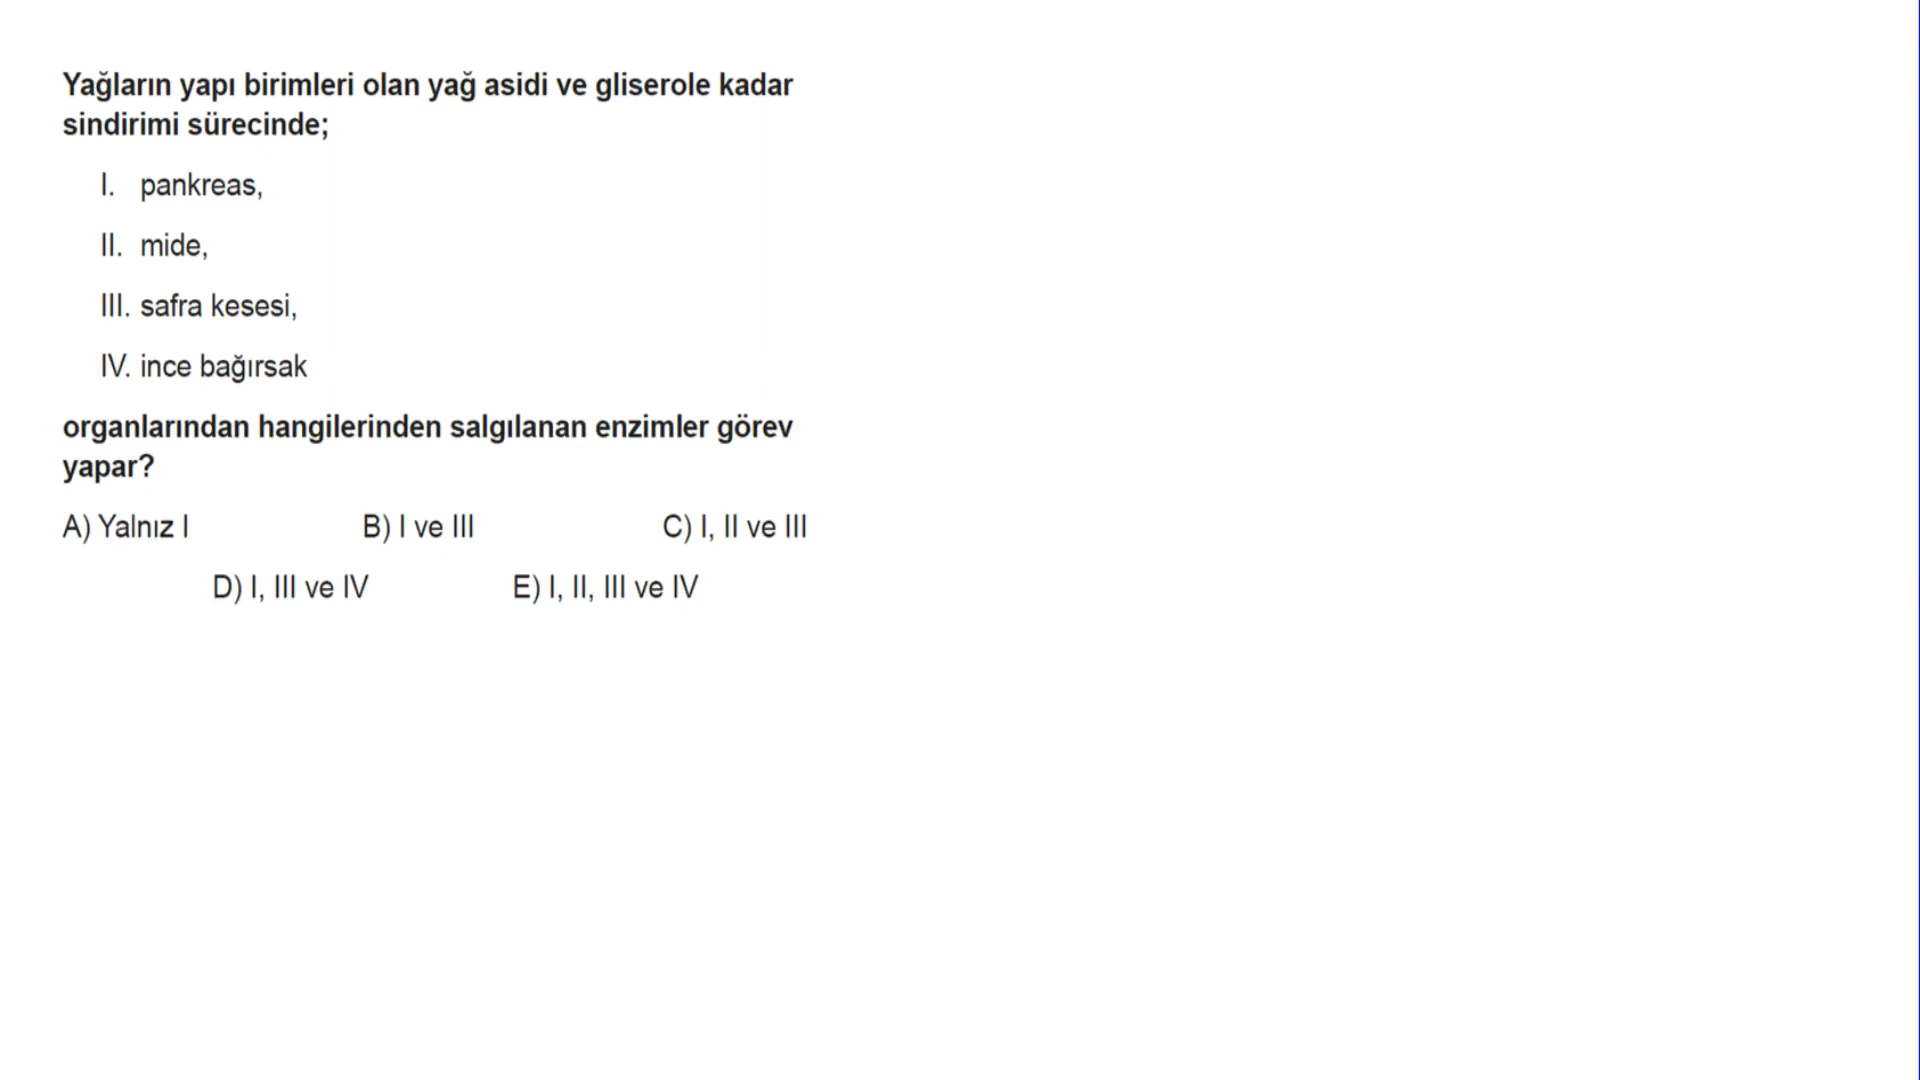 Yağların yapı birimleri olan yağ asidi ve gliserole kadar
sindirimi sürecinde;
I. pankreas,
II. mide,
III. safra kesesi,
IV. ince bağırsak
organlarından hangilerinden salgılanan enzimler görev
yapar?
A) Yalnız I B) I ve III C) I, II ve III
D) I, III ve IV E) I, II, III ve IV